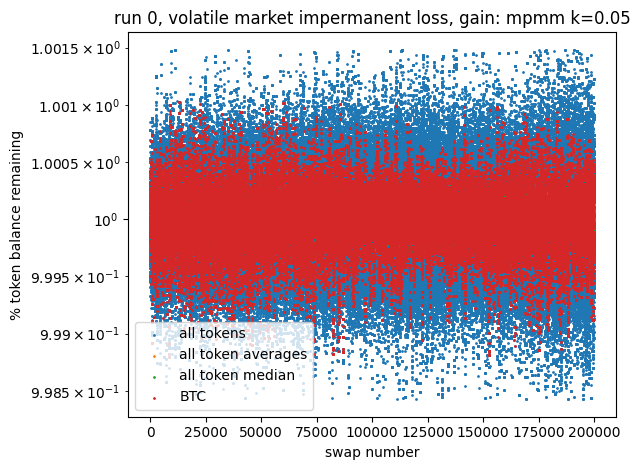 run 0, volatile market impermanent loss, gain: mpmm k=0.05
% token balance remaining
1.0015 × 10⁰
1.001 × 10⁰
1.0005 × 10⁰
10⁰
9.995 × 10⁻¹
9.99 × 10⁻¹
9.985 × 10⁻¹
all tokens
all token averages
all token median
BTC
0 25000 50000 75000 100000 125000 150000 175000 200000
swap number